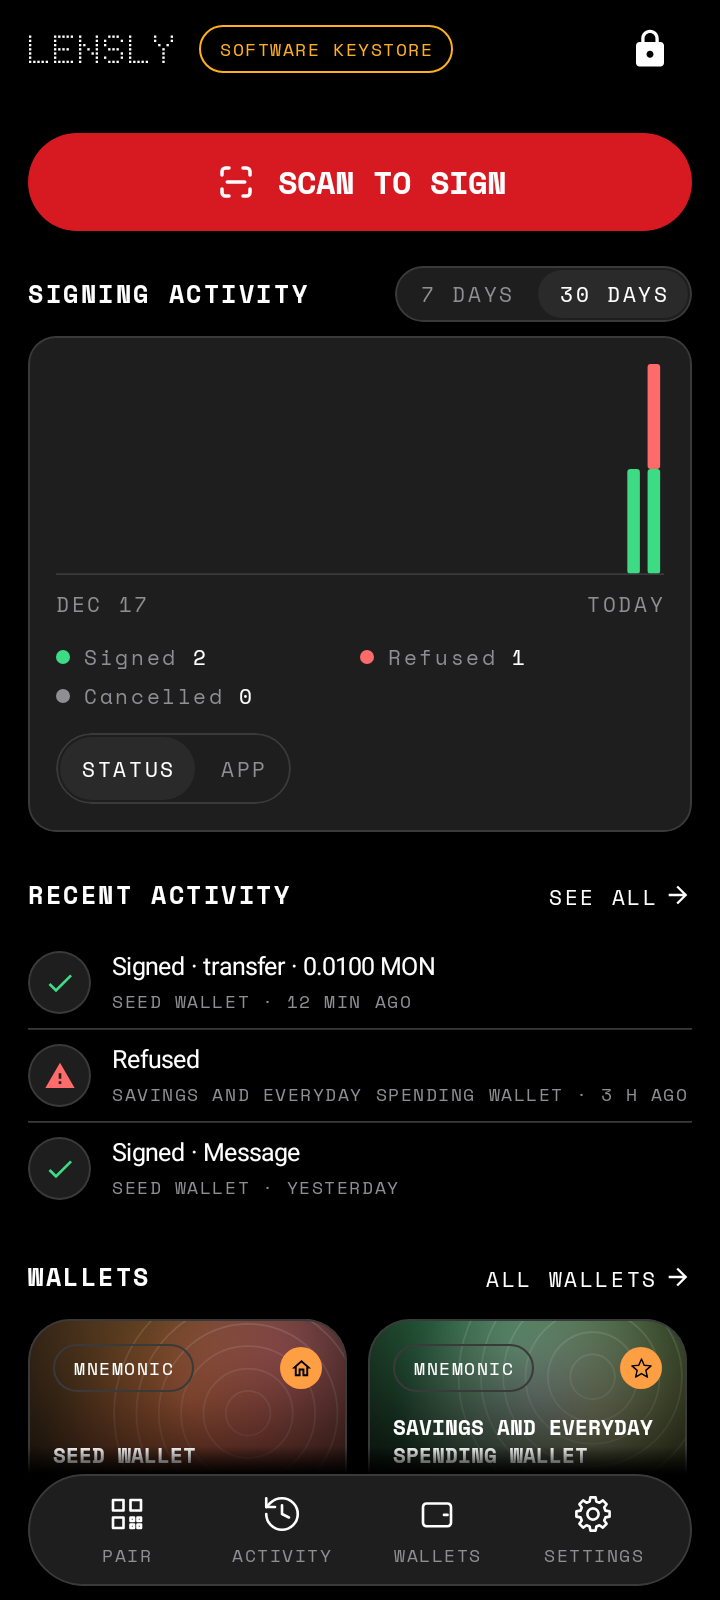 LENSLY
SOFTWARE KEYSTORE
SCAN TO SIGN
SIGNING ACTIVITY
7 DAYS
30 DAYS
DEC 17
TODAY
Signed 2
Refused 1
Cancelled 0
STATUS
APP
RECENT ACTIVITY
SEE ALL
Signed · transfer · 0.0100 MON
SEED WALLET · 12 MIN AGO
Refused
SAVINGS AND EVERYDAY SPENDING WALLET · 3 H AGO
Signed · Message
SEED WALLET · YESTERDAY
WALLETS
ALL WALLETS
MNEMONIC
SEED WALLET
MNEMONIC
SAVINGS AND EVERYDAY
SPENDING WALLET
PAIR
ACTIVITY
WALLETS
SETTINGS